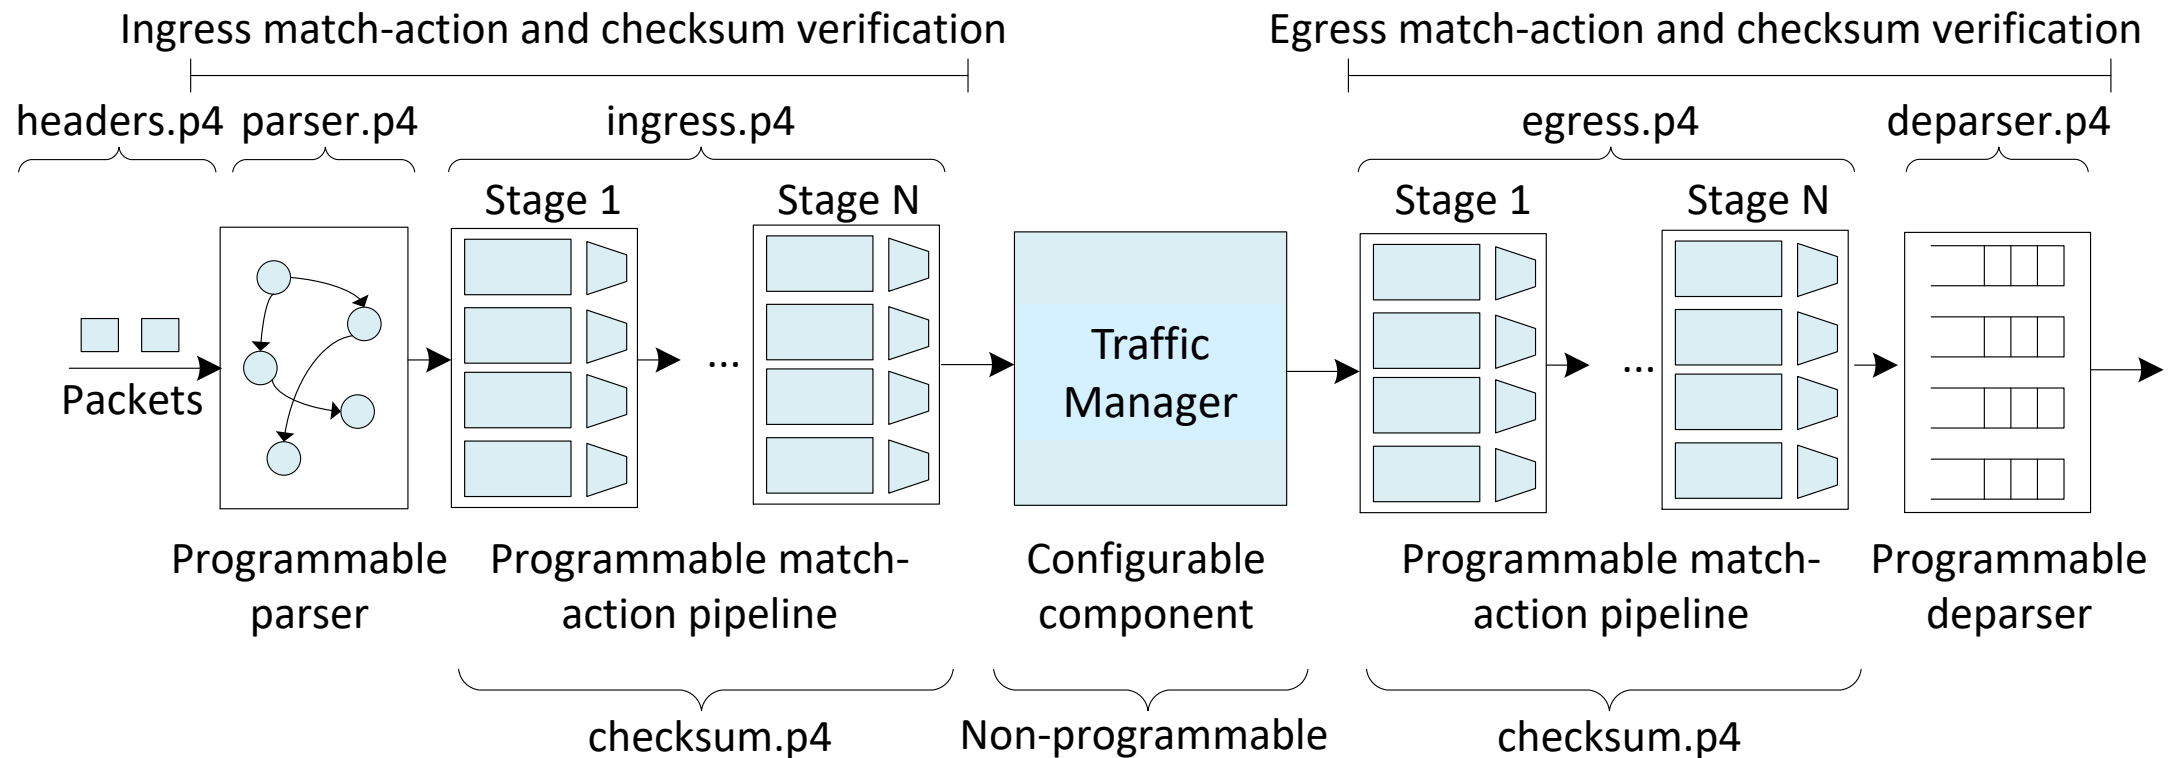 Ingress match-action and checksum verification
Egress match-action and checksum verification
headers.p4
parser.p4
ingress.p4
egress.p4
deparser.p4
Stage 1
Stage N
Stage 1
Stage N
Packets
...
Traffic
Manager
...
Programmable
parser
Programmable match-
action pipeline
Configurable
component
Programmable match-
action pipeline
Programmable
deparser
checksum.p4
Non-programmable
checksum.p4